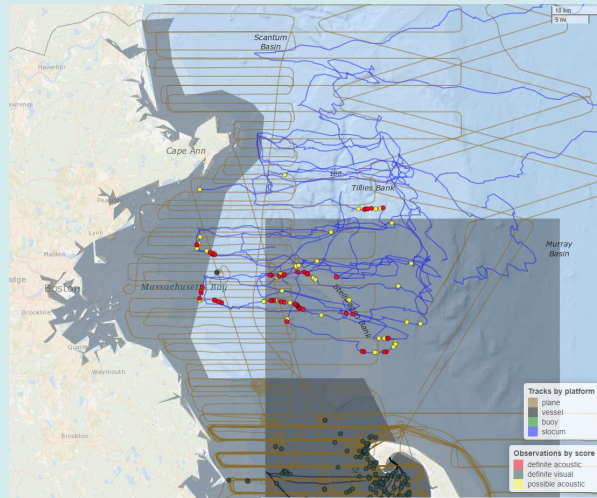 10 km
5 mi
Scantum
Basin
Haverhill
Cape Ann
Tillies Bank
Lynn
Malden
Murray
Basin
Boston
Massachusetts Bay
Brookline
Stellwagen Bank
Weymouth
Brockton
Tracks by platform
plane
vessel
buoy
slocum
Observations by score
definite acoustic
definite visual
possible acoustic